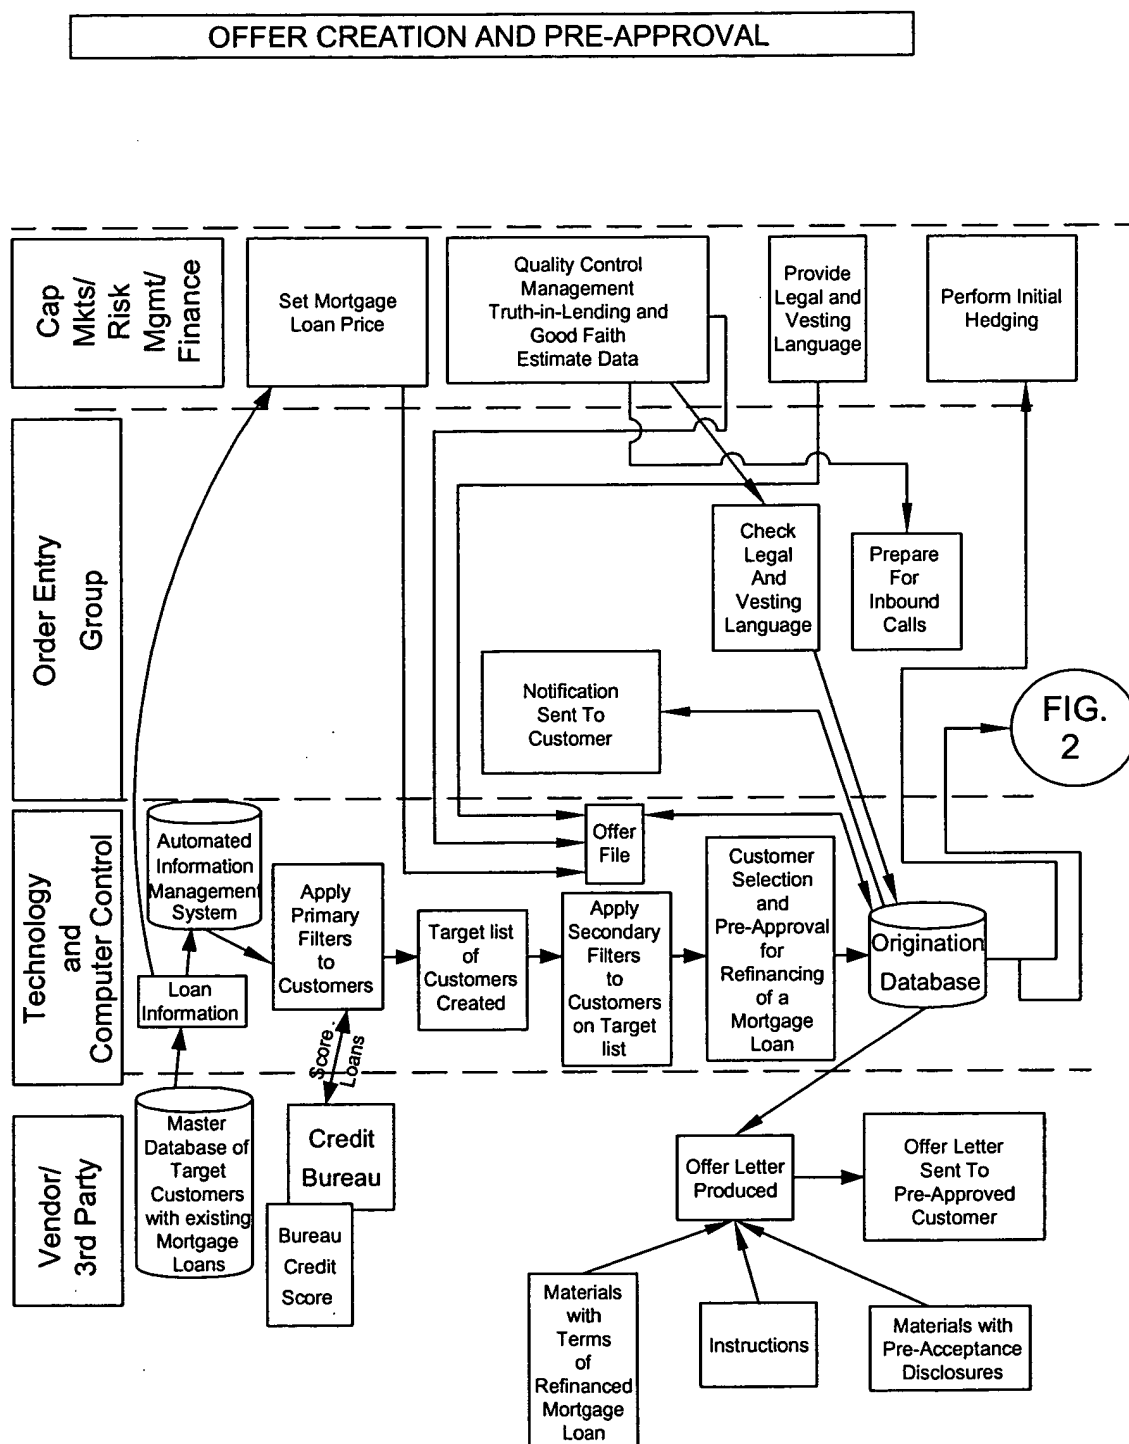 OFFER CREATION AND PRE-APPROVAL
Cap
Mkts/
Risk
Mgmt/
Finance
Set Mortgage
Loan Price
Quality Control
Management
Truth-in-Lending and
Good Faith
Estimate Data
Provide
Legal and
Vesting
Language
Perform Initial
Hedging
Order Entry
Group
Check
Legal
And
Vesting
Language
Prepare
For
Inbound
Calls
Notification
Sent To
Customer
FIG.
2
Technology
and
Computer Control
Automated
Information
Management
System
Loan
Information
Apply
Primary
Filters
to
Customers
Target list
of
Customers
Created
Offer
File
Apply
Secondary
Filters
to
Customers
on Target
list
Customer
Selection
and
Pre-Approval
for
Refinancing
of a
Mortgage
Loan
Origination
Database
Score
Loans
Vendor/
3rd Party
Master
Database of
Target
Customers
with existing
Mortgage
Loans
Credit
Bureau
Bureau
Credit
Score
Offer Letter
Produced
Offer Letter
Sent To
Pre-Approved
Customer
Materials
with
Terms
of
Refinanced
Mortgage
Loan
Instructions
Materials with
Pre-Acceptance
Disclosures